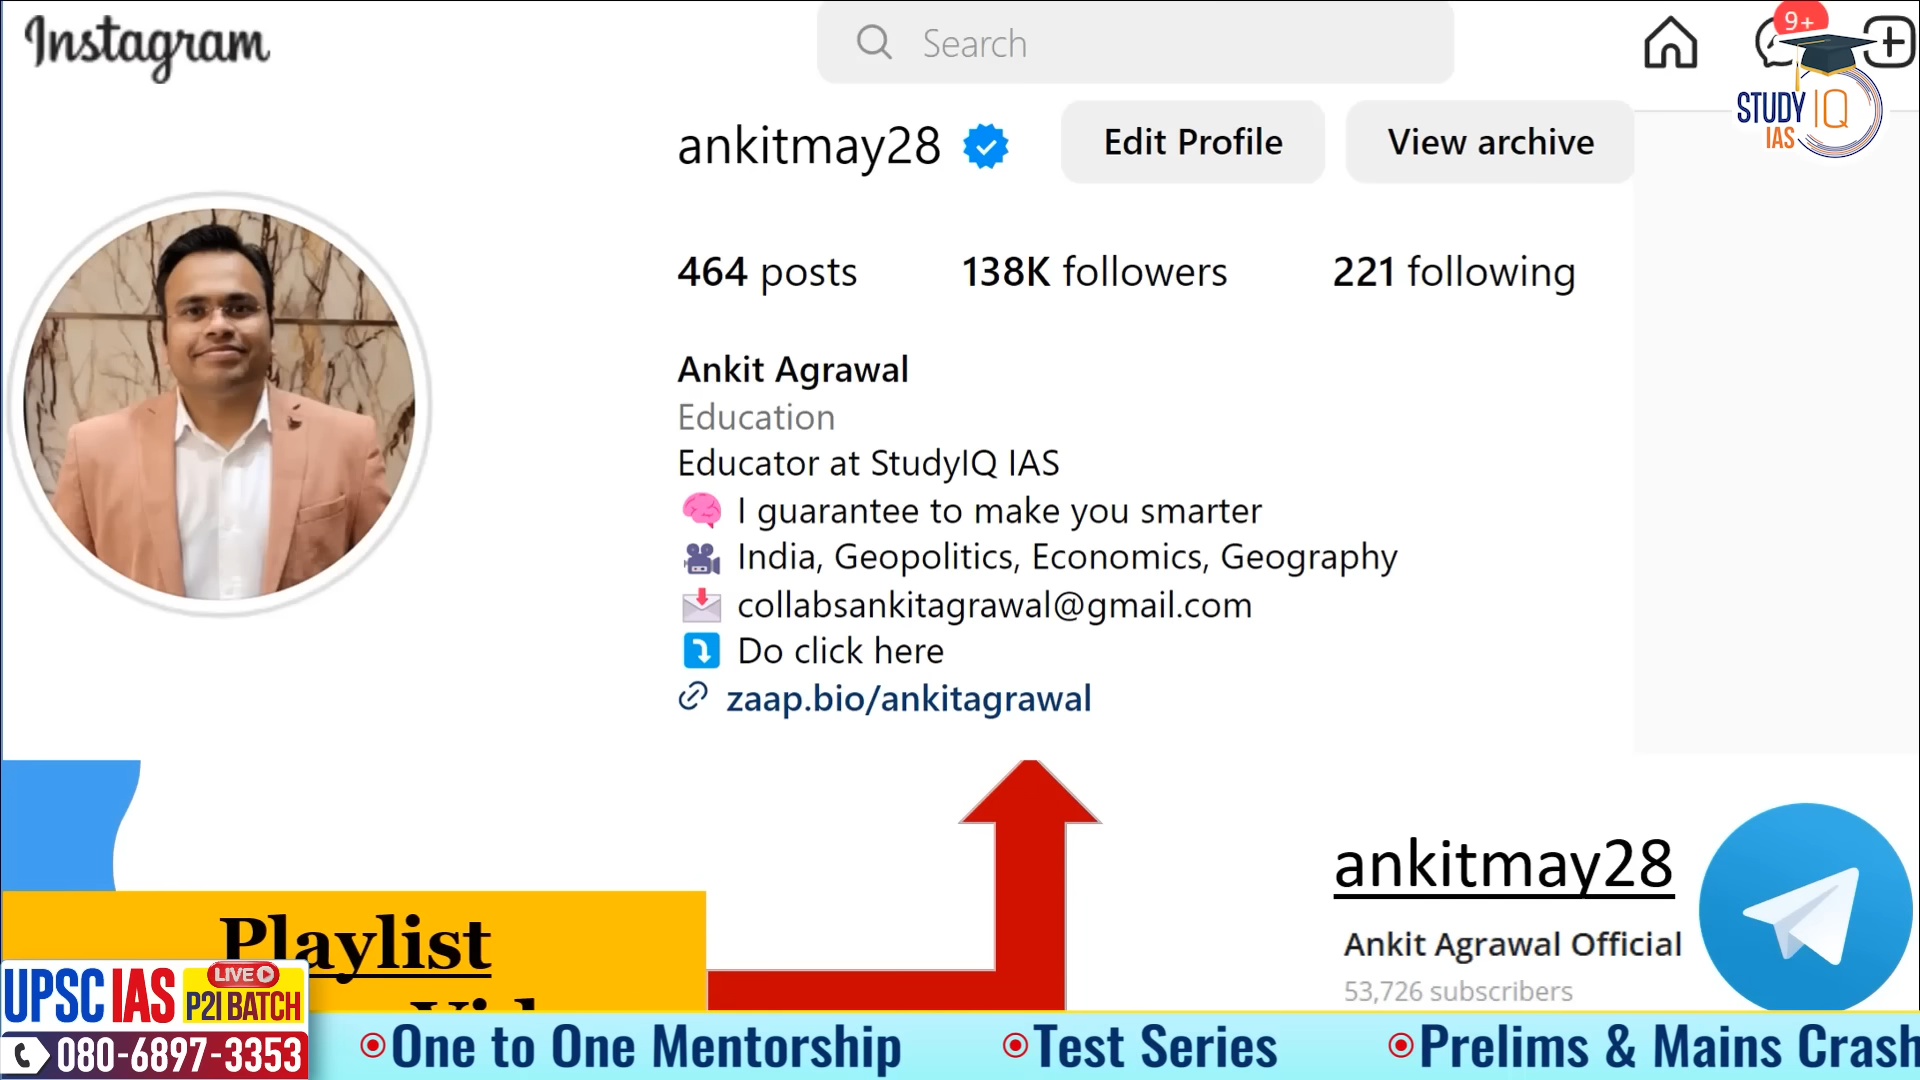 Instagram
Search
9+
STUDY IQ
IAS
ankitmay28
Edit Profile
View archive
464 posts
138K followers
221 following
Ankit Agrawal
Education
Educator at StudyIQ IAS
I guarantee to make you smarter
India, Geopolitics, Economics, Geography
collabsankitagrawal@gmail.com
Do click here
zaap.bio/ankitagrawal
ankitmay28
Ankit Agrawal Official
53,726 subscribers
Playlist
UPSC IAS LIVE P2I BATCH
080-6897-3353
One to One Mentorship
Test Series
Prelims & Mains Crash